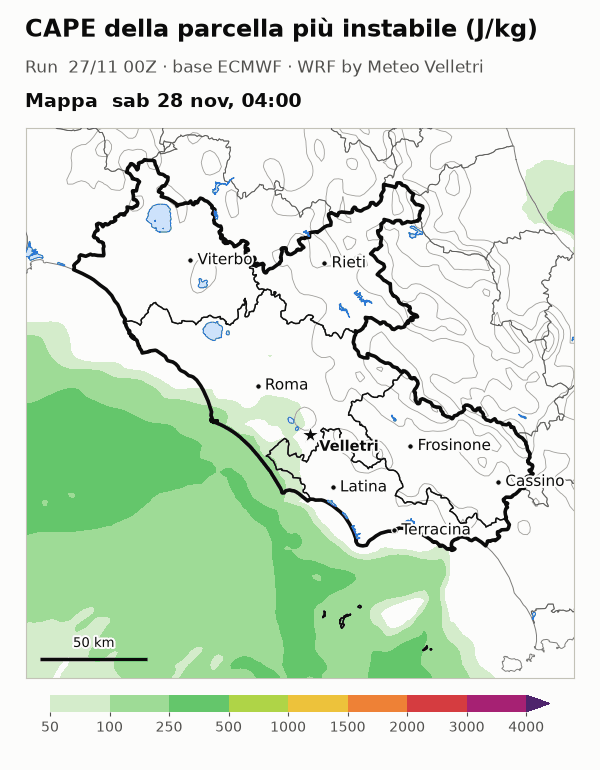 CAPE della parcella più instabile (J/kg)
Run 27/11 00Z · base ECMWF · WRF by Meteo Velletri
Mappa sab 28 nov, 04:00
Viterbo
Rieti
Roma
Velletri
Frosinone
Cassino
Latina
Terracina
50 km
50 100 250 500 1000 1500 2000 3000 4000